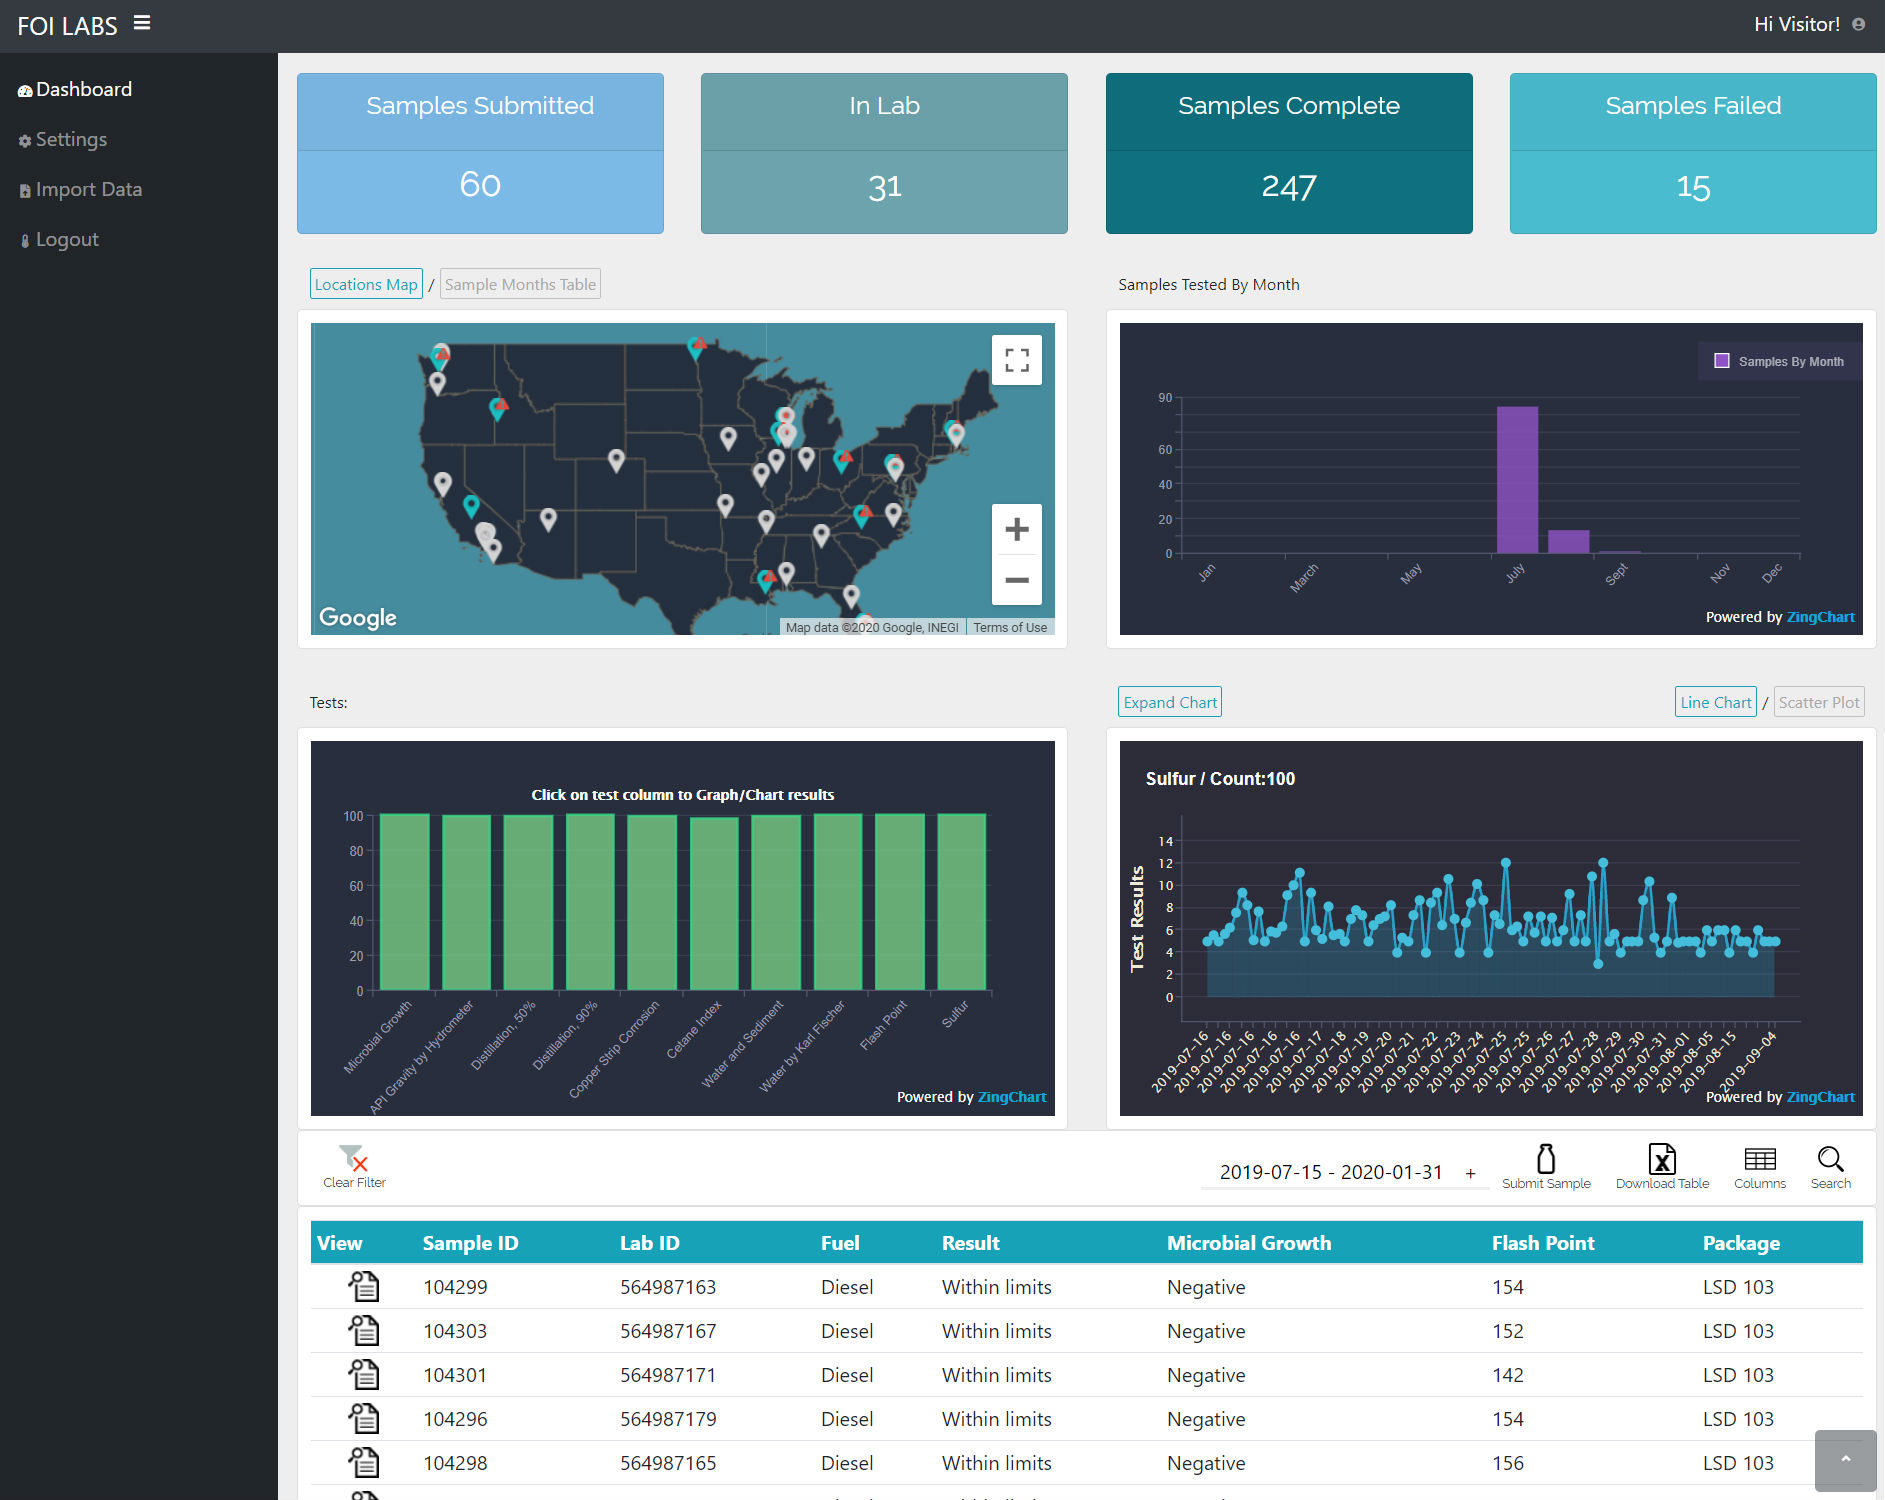 FOI LABS
Hi Visitor!
Dashboard
Settings
Import Data
Logout
Samples Submitted
60
In Lab
31
Samples Complete
247
Samples Failed
15
Locations Map / Sample Months Table
Google
Map data ©2020 Google, INEGI
Terms of Use
Samples Tested By Month
Samples By Month
90
60
40
20
0
Jan
March
May
July
Sept
Nov
Dec
Powered by ZingChart
Tests:
Click on test column to Graph/Chart results
100
80
60
40
20
0
Microbial Growth
API Gravity by Hydrometer
Distillation, 50%
Distillation, 90%
Copper Strip Corrosion
Cetane Index
Water and Sediment
Water by Karl Fischer
Flash Point
Sulfur
Powered by ZingChart
Expand Chart
Line Chart / Scatter Plot
Sulfur / Count:100
Test Results
14
12
10
8
6
4
2
0
2019-07-16
2019-07-16
2019-07-16
2019-07-16
2019-07-16
2019-07-17
2019-07-18
2019-07-19
2019-07-20
2019-07-21
2019-07-22
2019-07-23
2019-07-24
2019-07-25
2019-07-25
2019-07-26
2019-07-27
2019-07-28
2019-07-29
2019-07-30
2019-07-31
2019-08-01
2019-08-05
2019-08-15
2019-09-04
Powered by ZingChart
Clear Filter
2019-07-15 - 2020-01-31 +
Submit Sample
Download Table
Columns
Search
View Sample ID Lab ID Fuel Result Microbial Growth Flash Point Package
104299 564987163 Diesel Within limits Negative 154 LSD 103
104303 564987167 Diesel Within limits Negative 152 LSD 103
104301 564987171 Diesel Within limits Negative 142 LSD 103
104296 564987179 Diesel Within limits Negative 154 LSD 103
104298 564987165 Diesel Within limits Negative 156 LSD 103